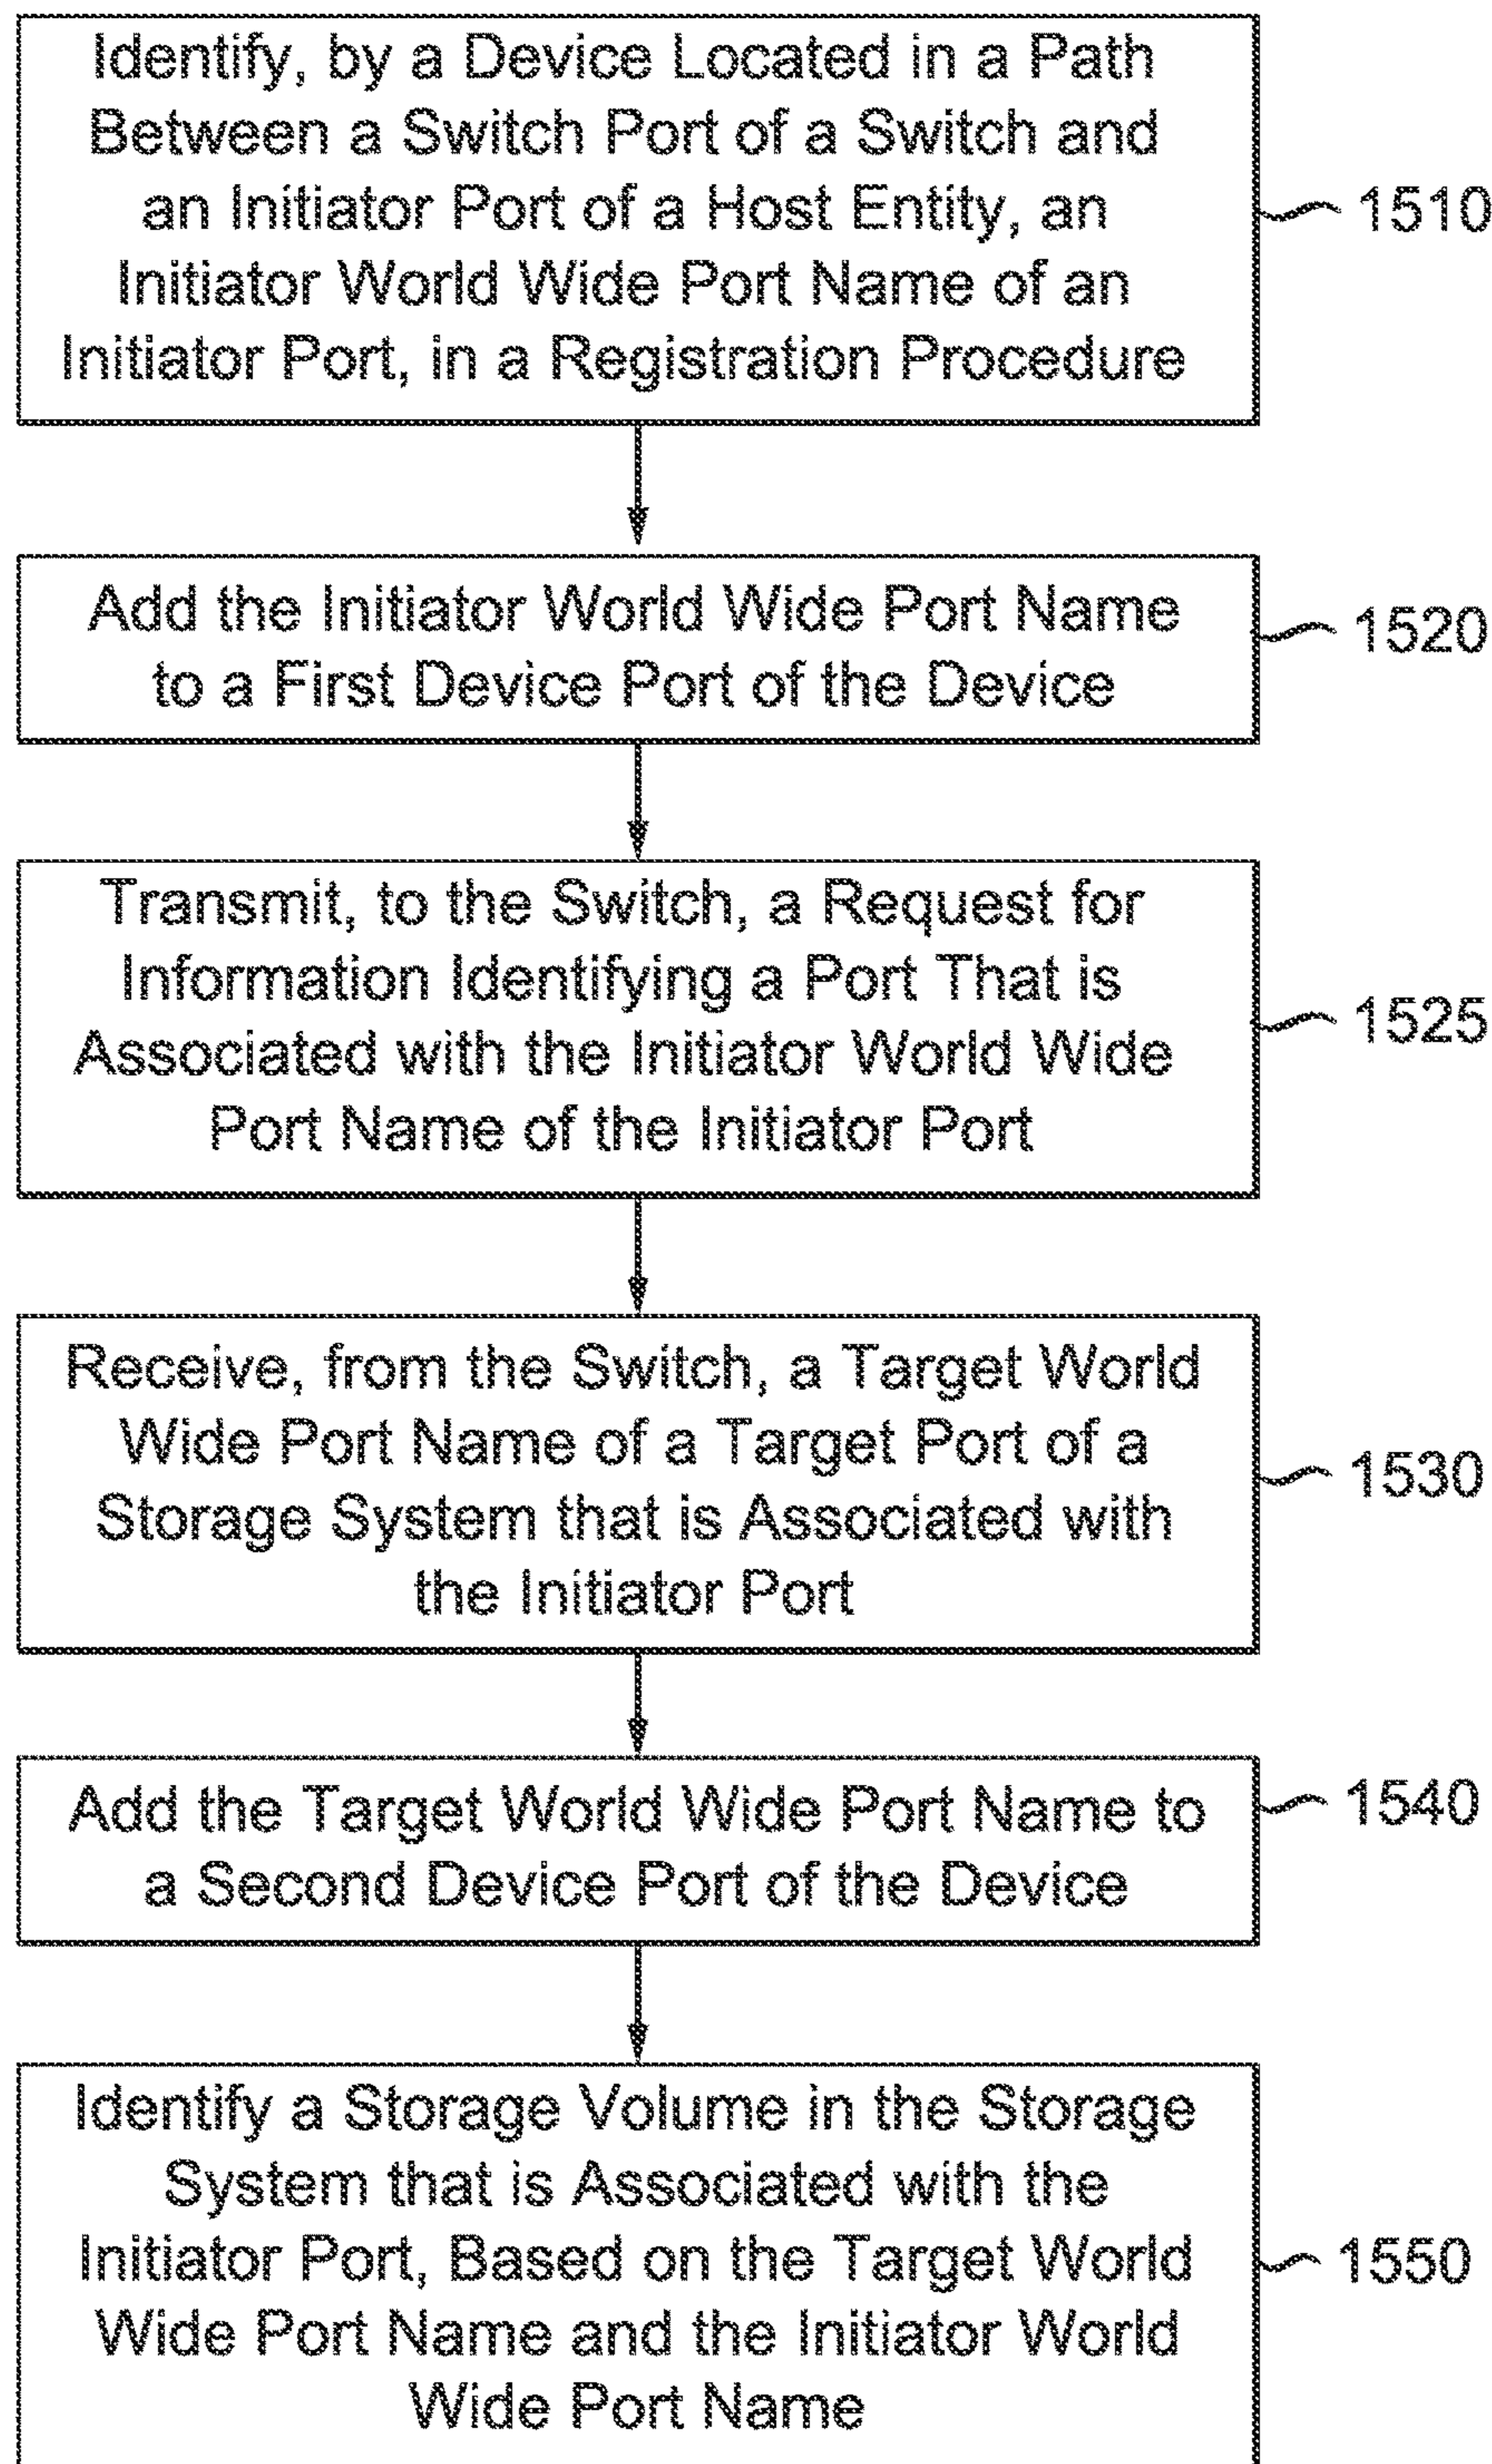 Identify, by a Device Located in a Path
Between a Switch Port of a Switch and
an Initiator Port of a Host Entity, an
Initiator World Wide Port Name of an
Initiator Port, in a Registration Procedure
1510
Add the Initiator World Wide Port Name
to a First Device Port of the Device
1520
Transmit, to the Switch, a Request for
Information Identifying a Port That is
Associated with the Initiator World Wide
Port Name of the Initiator Port
1525
Receive, from the Switch, a Target World
Wide Port Name of a Target Port of a
Storage System that is Associated with
the Initiator Port
1530
Add the Target World Wide Port Name to
a Second Device Port of the Device
1540
Identify a Storage Volume in the Storage
System that is Associated with the
Initiator Port, Based on the Target World
Wide Port Name and the Initiator World
Wide Port Name
1550